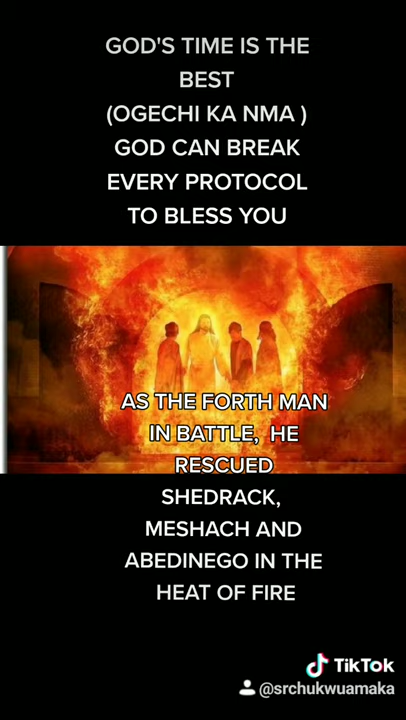 GOD'S TIME IS THE
BEST
(OGECHI KA NMA )
GOD CAN BREAK
EVERY PROTOCOL
TO BLESS YOU
AS THE FORTH MAN
IN BATTLE, HE
RESCUED
SHEDRACK,
MESHACH AND
ABEDINEGO IN THE
HEAT OF FIRE
TikTok
@srchukwuamaka